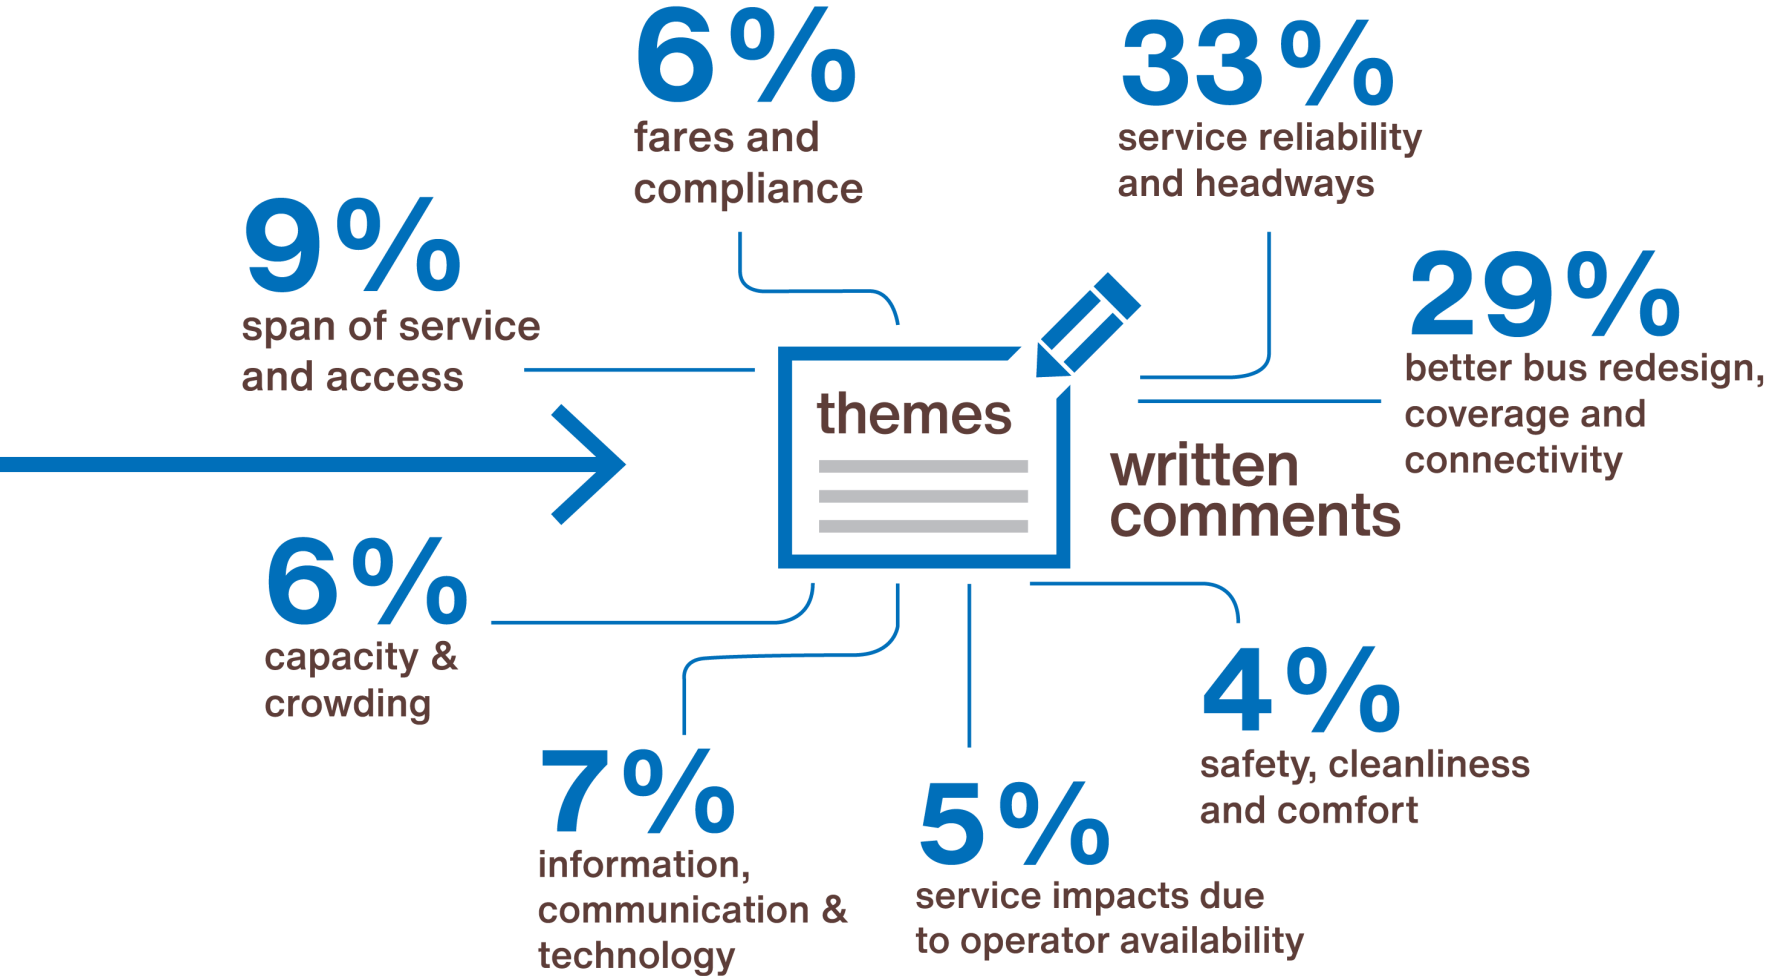 6%
fares and
compliance
33%
service reliability
and headways
9%
span of service
and access
29%
better bus redesign,
coverage and
connectivity
themes
written
comments
6%
capacity &
crowding
7%
information,
communication &
technology
5%
service impacts due
to operator availability
4%
safety, cleanliness
and comfort